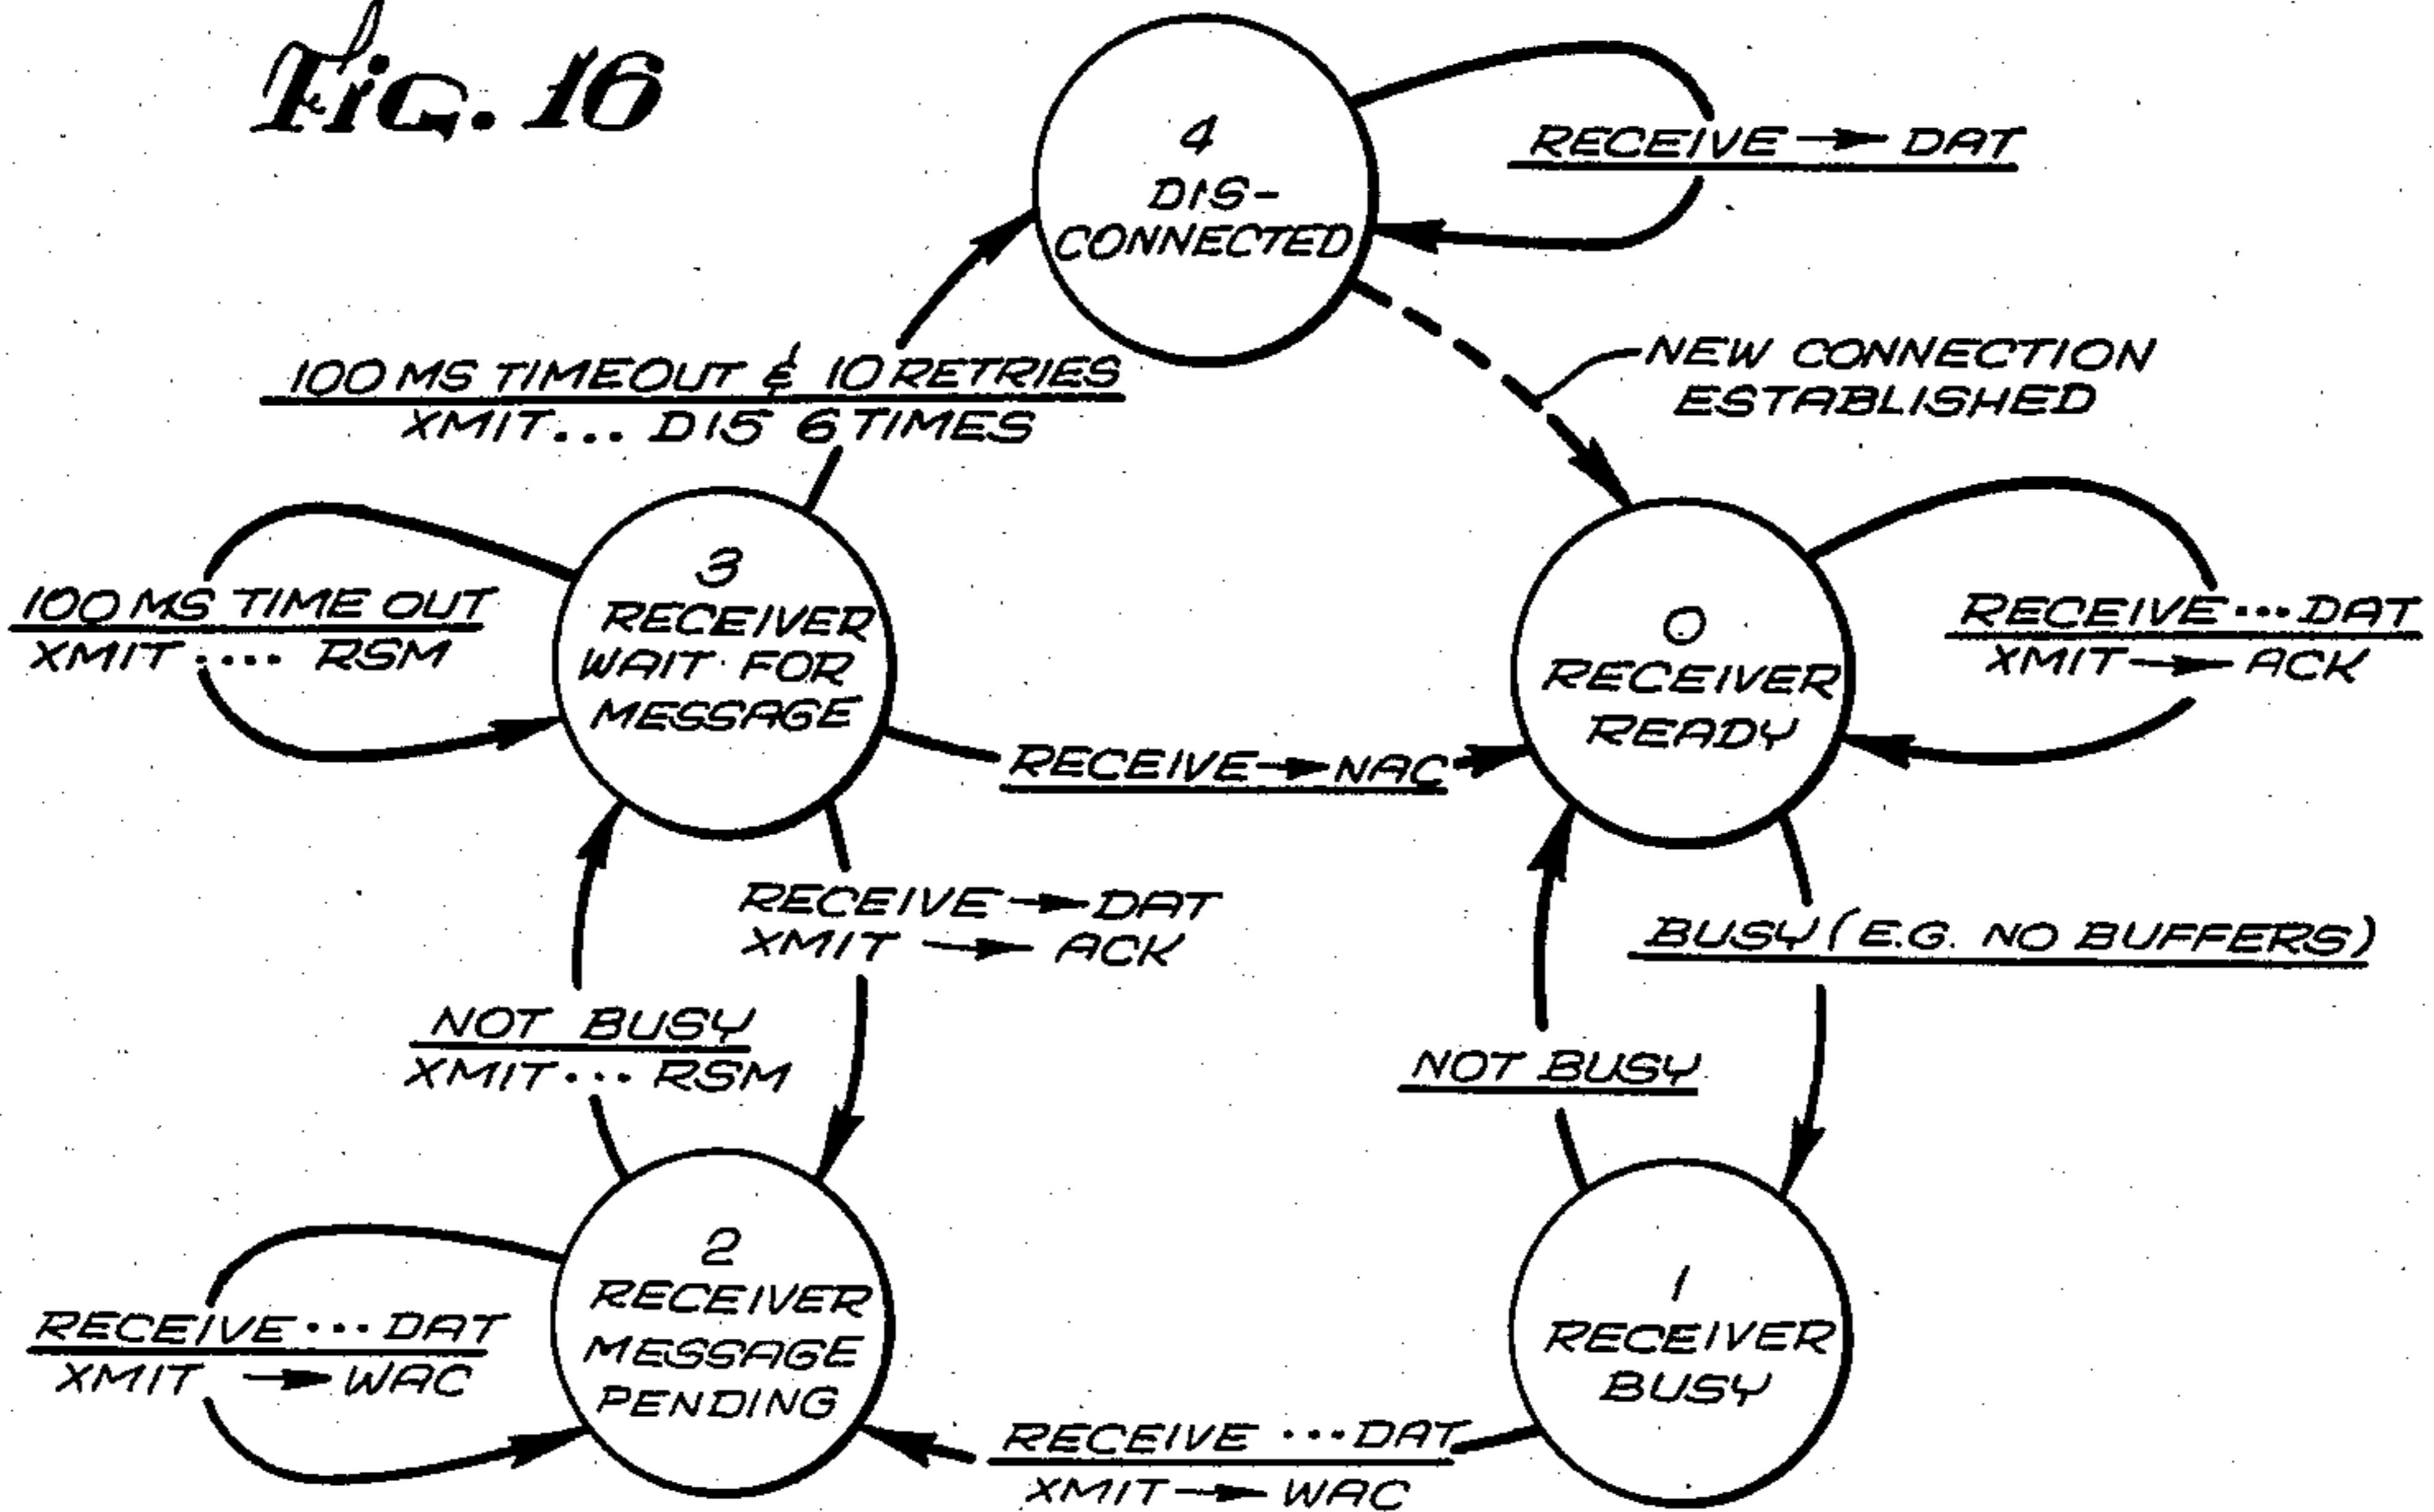 FIG. 16
4
DIS-
CONNECTED
RECEIVE → DAT
100 MS TIMEOUT & 10 RETRIES
XMIT... DIS 6 TIMES
NEW CONNECTION
ESTABLISHED
3
RECEIVER
WAIT FOR
MESSAGE
100 MS TIME OUT
XMIT .... RSM
0
RECEIVER
READY
RECEIVE...DAT
XMIT → ACK
RECEIVE → NAC
RECEIVE → DAT
XMIT → ACK
BUSY (E.G. NO BUFFERS)
NOT BUSY
XMIT... RSM
NOT BUSY
2
RECEIVER
MESSAGE
PENDING
RECEIVE...DAT
XMIT → WAC
1
RECEIVER
BUSY
RECEIVE ...DAT
XMIT → WAC